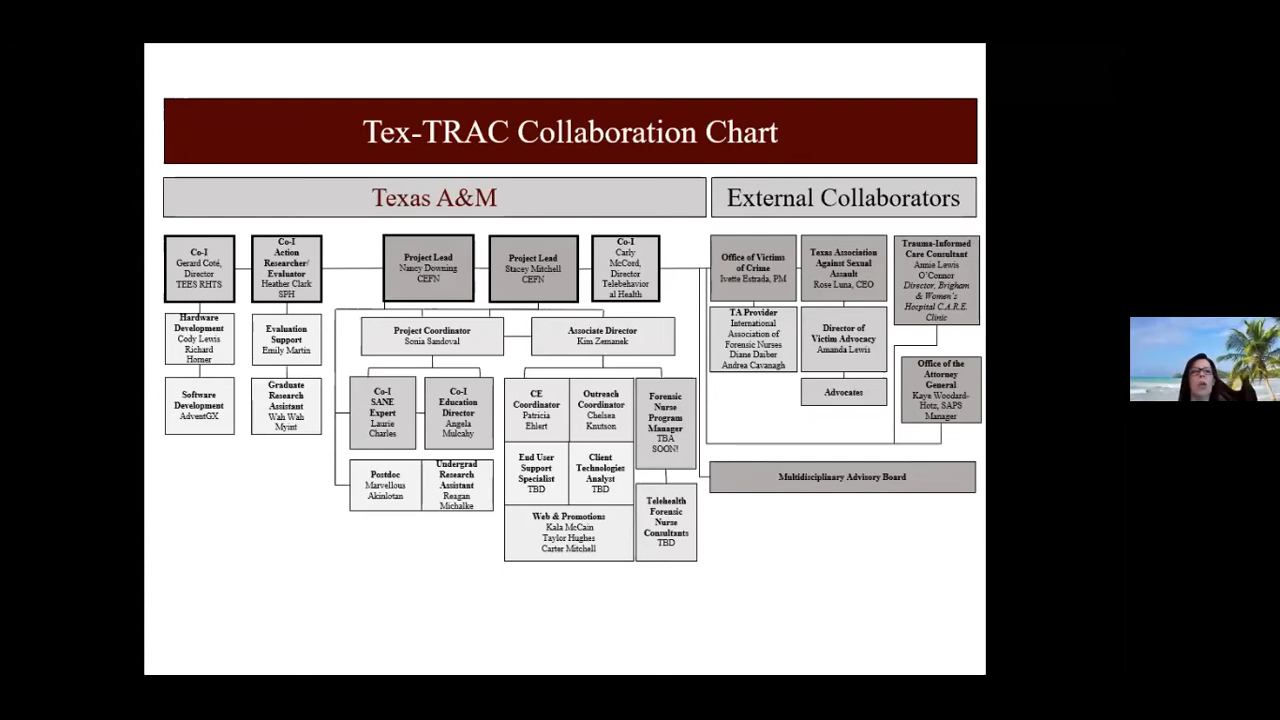 Tex-TRAC Collaboration Chart
Texas A&M
External Collaborators
Co-I
Gerard Coté,
Director
TEES RHTS
Co-I
Action
Researcher/
Evaluator
Heather Clark
SPH
Project Lead
Nancy Downing
CEFN
Project Lead
Stacey Mitchell
CEFN
Co-I
Carly
McCord,
Director
Telebehavior
al Health
Office of Victims
of Crime
Ivette Estrada, PM
Texas Association
Against Sexual
Assault
Rose Luna, CEO
Trauma-Informed
Care Consultant
Annie Lewis
O'Connor
Director, Brigham
& Women's
Hospital C.A.R.E.
Clinic
Hardware
Development
Cody Lewis
Richard
Horner
Evaluation
Support
Emily Martin
Project Coordinator
Sonia Sandoval
Associate Director
Kim Zemanek
TA Provider
International
Association of
Forensic Nurses
Diane Daiber
Andrea Cavanagh
Director of
Victim Advocacy
Amanda Lewis
Office of the
Attorney
General
Kaye Woodard-
Hotz, SAPS
Manager
Software
Development
AdventGX
Graduate
Research
Assistant
Wah Wah
Myint
Co-I
SANE
Expert
Laurie
Charles
Co-I
Education
Director
Angela
Mulcahy
CE
Coordinator
Patricia
Ehlert
Outreach
Coordinator
Chelsea
Knutson
Forensic
Nurse
Program
Manager
TBA
SOON!
Advocates
Postdoc
Marvellous
Akinlotan
Undergrad
Research
Assistant
Reagan
Michalke
End User
Support
Specialist
TBD
Client
Technologies
Analyst
TBD
Multidisciplinary Advisory Board
Web & Promotions
Kala McCain
Taylor Hughes
Carter Mitchell
Telehealth
Forensic
Nurse
Consultants
TBD